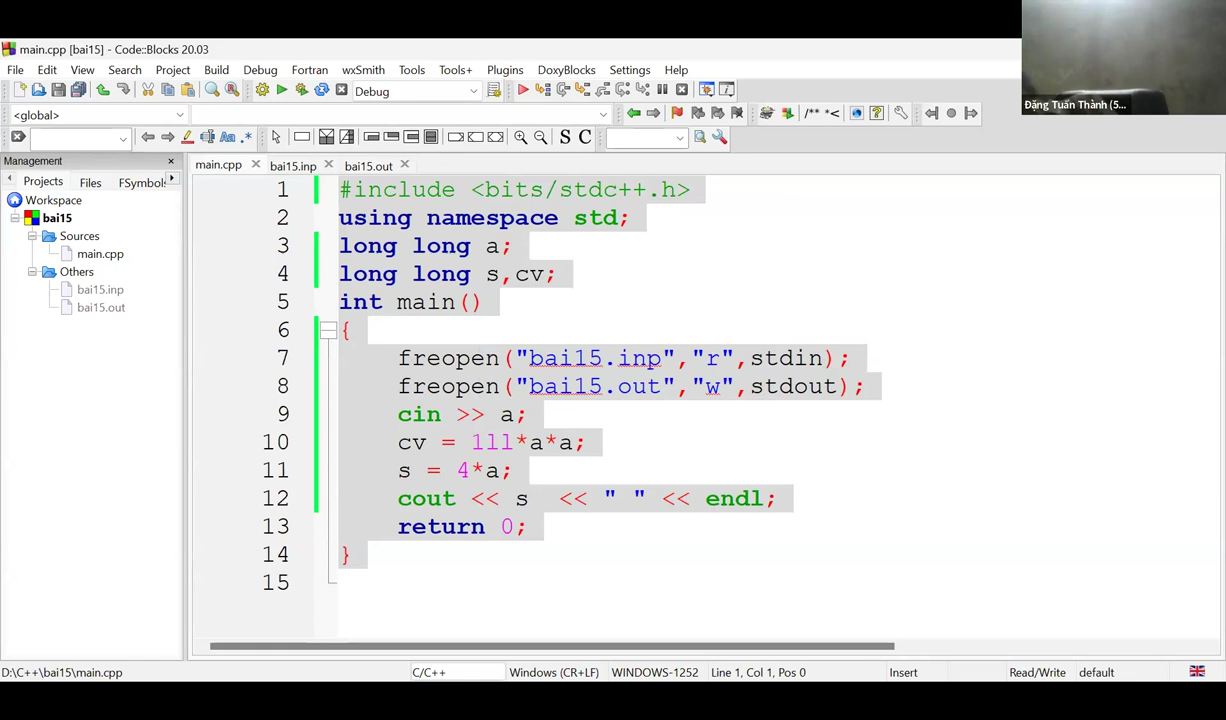 main.cpp [bai15] - Code::Blocks 20.03
File Edit View Search Project Build Debug Fortran wxSmith Tools Tools+ Plugins DoxyBlocks Settings Help
Debug
<global>
/** *<
Aa .*
S C
Đặng Tuấn Thành (5...
Management
Projects Files FSymbols
Workspace
bai15
Sources
main.cpp
Others
bai15.inp
bai15.out
main.cpp bai15.inp bai15.out
1 #include <bits/stdc++.h>
2 using namespace std;
3 long long a;
4 long long s,cv;
5 int main()
6 {
7 freopen("bai15.inp","r",stdin);
8 freopen("bai15.out","w",stdout);
9 cin >> a;
10 cv = 1ll*a*a;
11 s = 4*a;
12 cout << s  << " " << endl;
13 return 0;
14 }
15
D:\C++\bai15\main.cpp C/C++ Windows (CR+LF) WINDOWS-1252 Line 1, Col 1, Pos 0 Insert Read/Write default